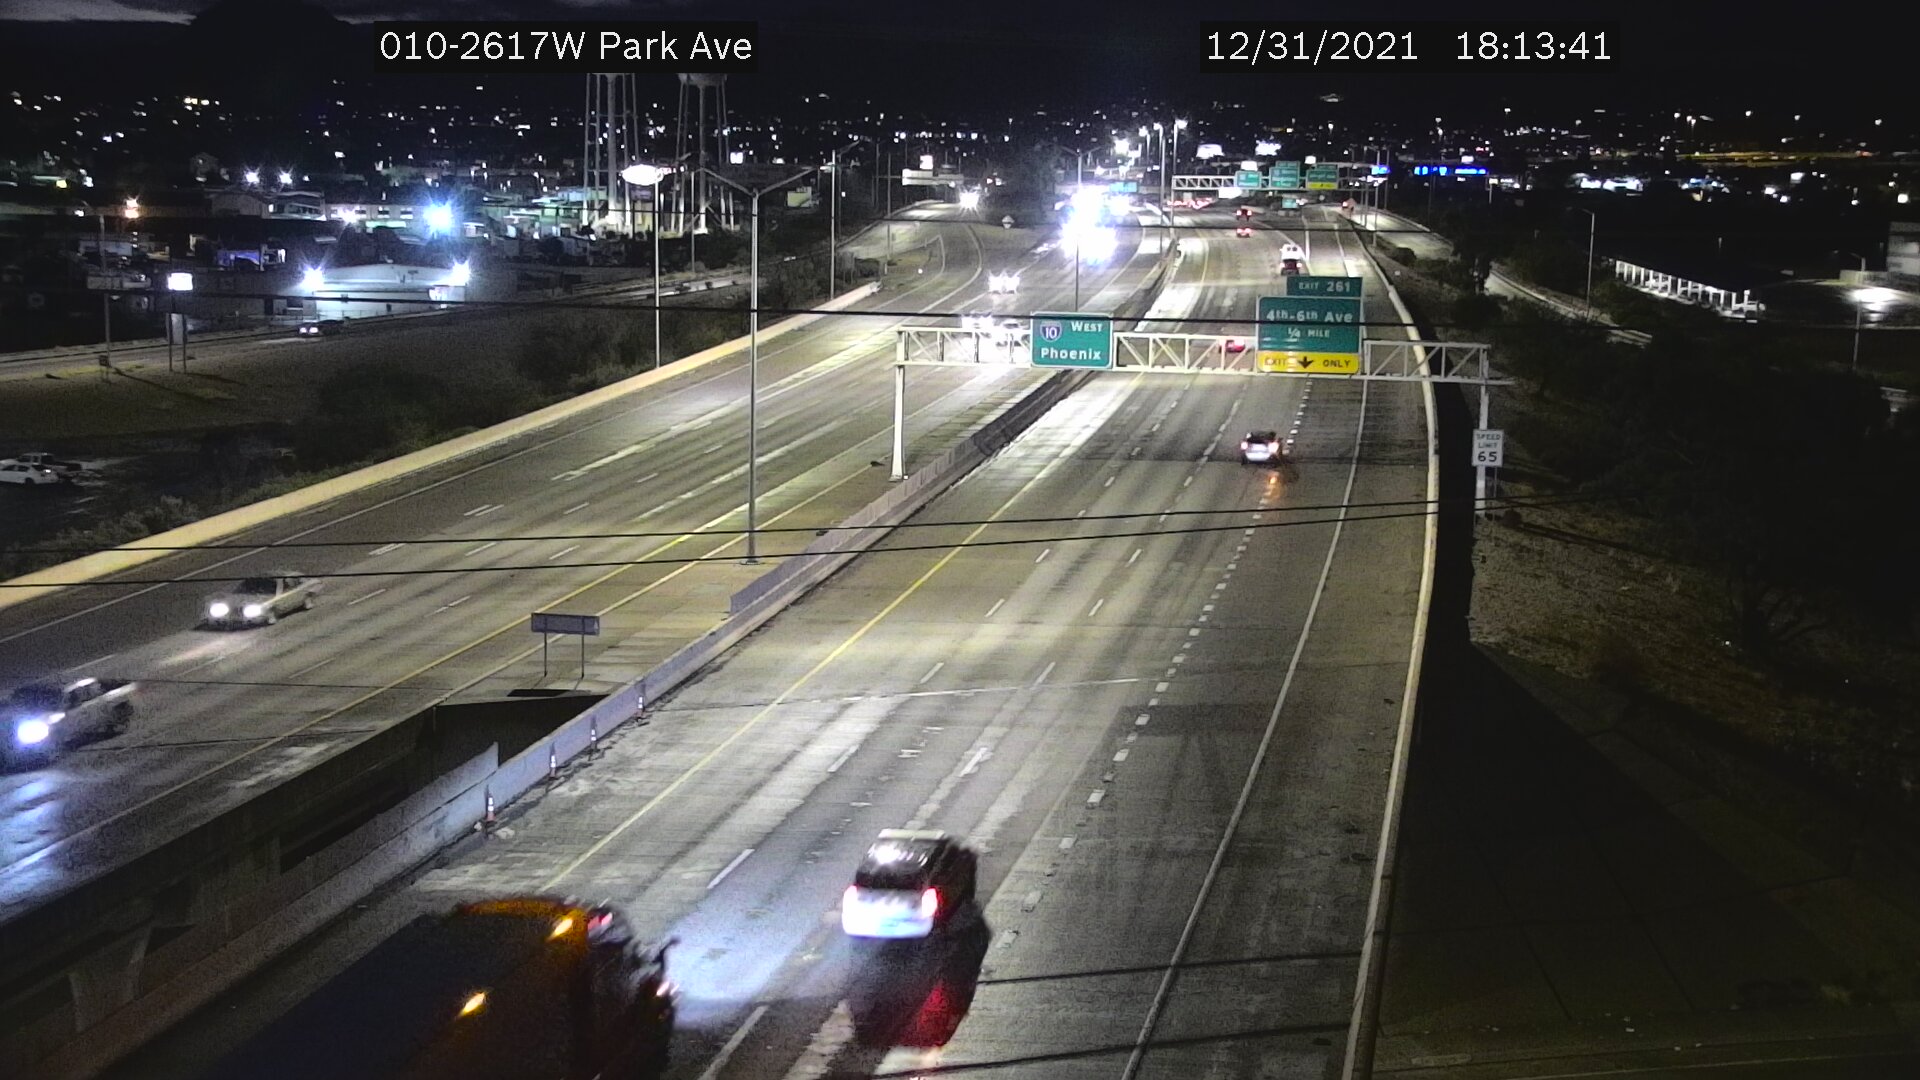 010-2617W Park Ave
12/31/2021 18:13:41
EXIT 261
4th-6th Ave
1/4 MILE
EXIT ONLY
10 WEST
Phoenix
SPEED
LIMIT
65